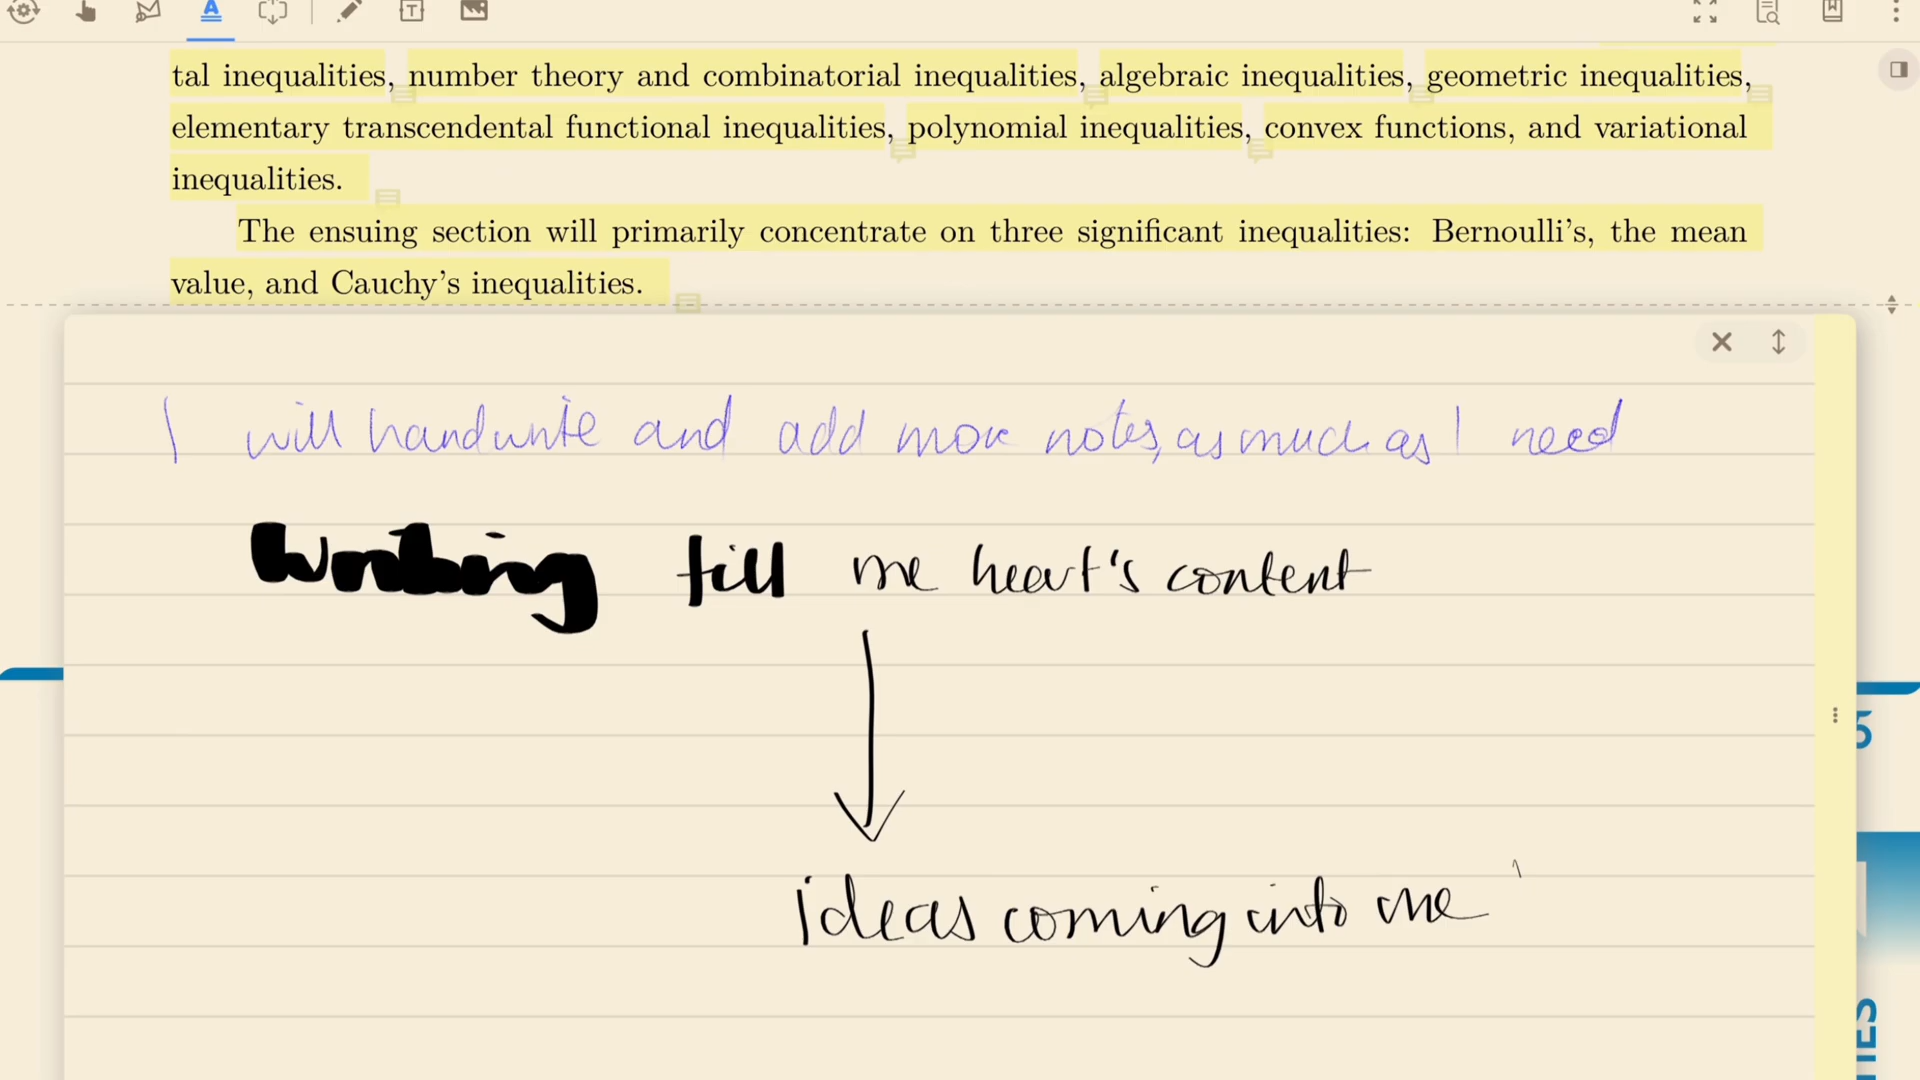 tal inequalities, number theory and combinatorial inequalities, algebraic inequalities, geometric inequalities,
elementary transcendental functional inequalities, polynomial inequalities, convex functions, and variational
inequalities.
The ensuing section will primarily concentrate on three significant inequalities: Bernoulli's, the mean
value, and Cauchy's inequalities.
I will handwrite and add more notes, as much as I need
Writing till me heart's content
ideas coming into me